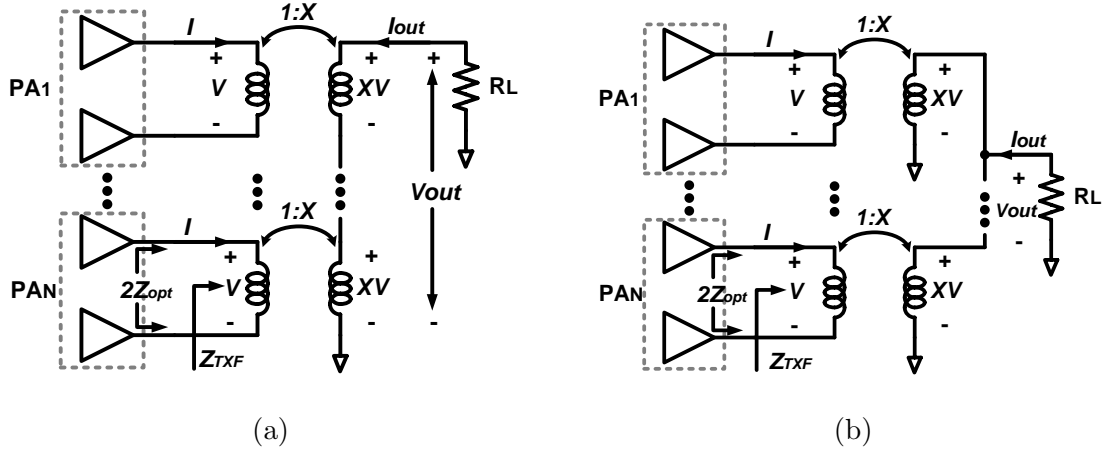 1:X
I
Iout
+
+
+
PA1
V
XV
RL
-
-
Vout
1:X
I
+
+
PAN
2Zopt
V
XV
-
-
-
ZTXF
(a)
1:X
I
+
+
PA1
V
XV
-
-
Iout
+
1:X
Vout
RL
I
-
+
+
PAN
2Zopt
V
XV
-
-
ZTXF
(b)